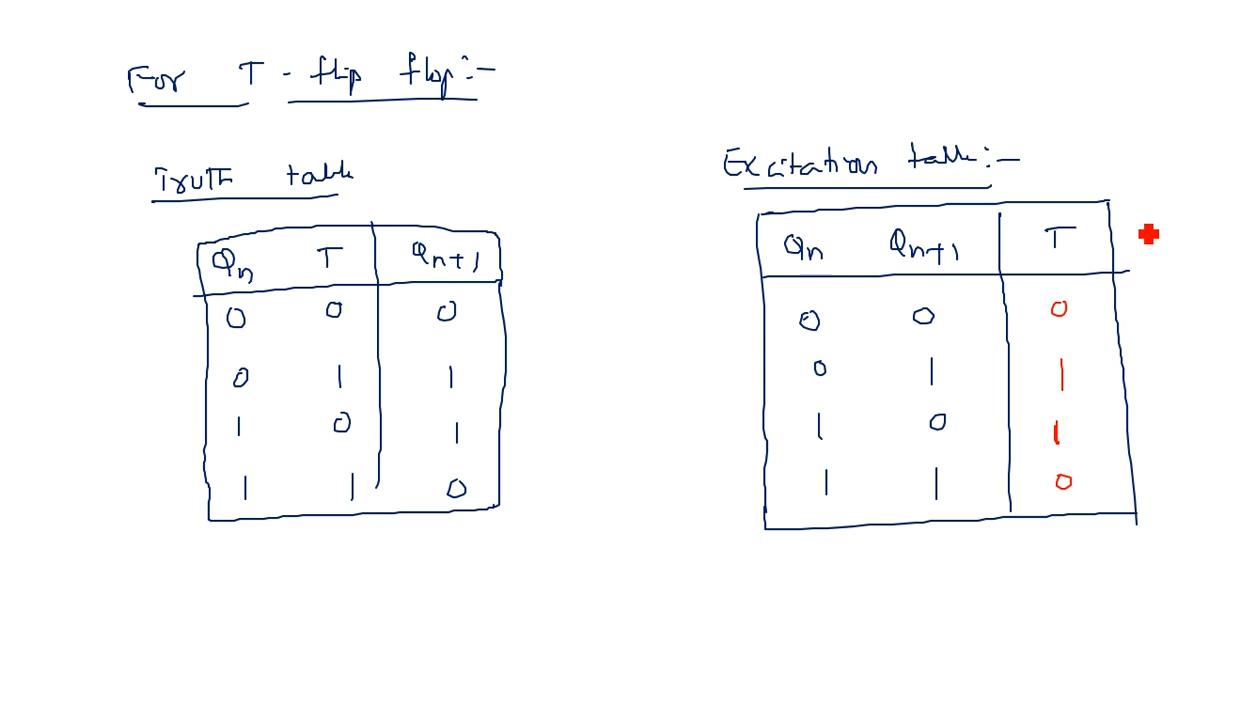 For T - flip flop :-
Truth table
Qn T Qn+1
0 0 0
0 1 1
1 0 1
1 1 0
Excitation table :-
Qn Qn+1 T
0 0 0
0 1 1
1 0 1
1 1 0